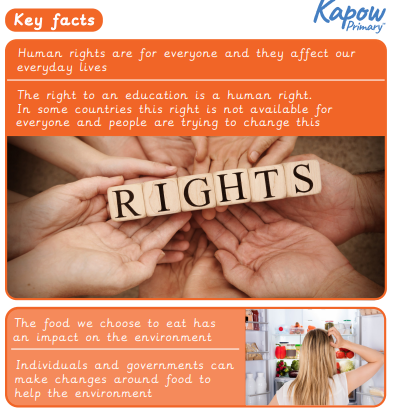 Key facts
Kapow
Primary
Human rights are for everyone and they affect our
everyday lives
The right to an education is a human right.
In some countries this right is not available for
everyone and people are trying to change this
RIGHTS
The food we choose to eat has
an impact on the environment
Individuals and governments can
make changes around food to
help the environment